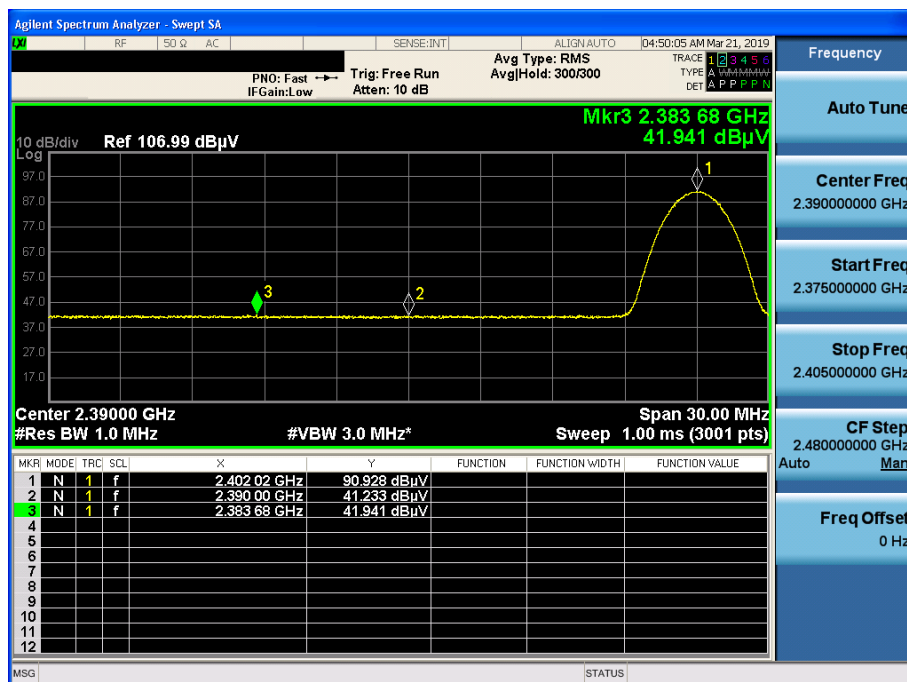 Agilent Spectrum Analyzer - Swept SA
LXI RF 50 Ω AC SENSE:INT ALIGN AUTO 04:50:05 AM Mar 21, 2019
Avg Type: RMS TRACE 1 2 3 4 5 6
PNO: Fast Trig: Free Run Avg|Hold: 300/300 TYPE A WMMMMW
IFGain:Low Atten: 10 dB DET A P P P P N
Mkr3 2.383 68 GHz
41.941 dBµV
10 dB/div Ref 106.99 dBµV
Log
97.0
87.0
77.0
67.0
57.0
47.0
37.0
27.0
17.0
1
3
2
Center 2.39000 GHz Span 30.00 MHz
#Res BW 1.0 MHz #VBW 3.0 MHz* Sweep 1.00 ms (3001 pts)
MKR MODE TRC SCL X Y FUNCTION FUNCTION WIDTH FUNCTION VALUE
1 N 1 f 2.402 02 GHz 90.928 dBµV
2 N 1 f 2.390 00 GHz 41.233 dBµV
3 N 1 f 2.383 68 GHz 41.941 dBµV
4
5
6
7
8
9
10
11
12
MSG STATUS
Frequency
Auto Tune
Center Freq
2.390000000 GHz
Start Freq
2.375000000 GHz
Stop Freq
2.405000000 GHz
CF Step
2.480000000 GHz
Auto Man
Freq Offset
0 Hz